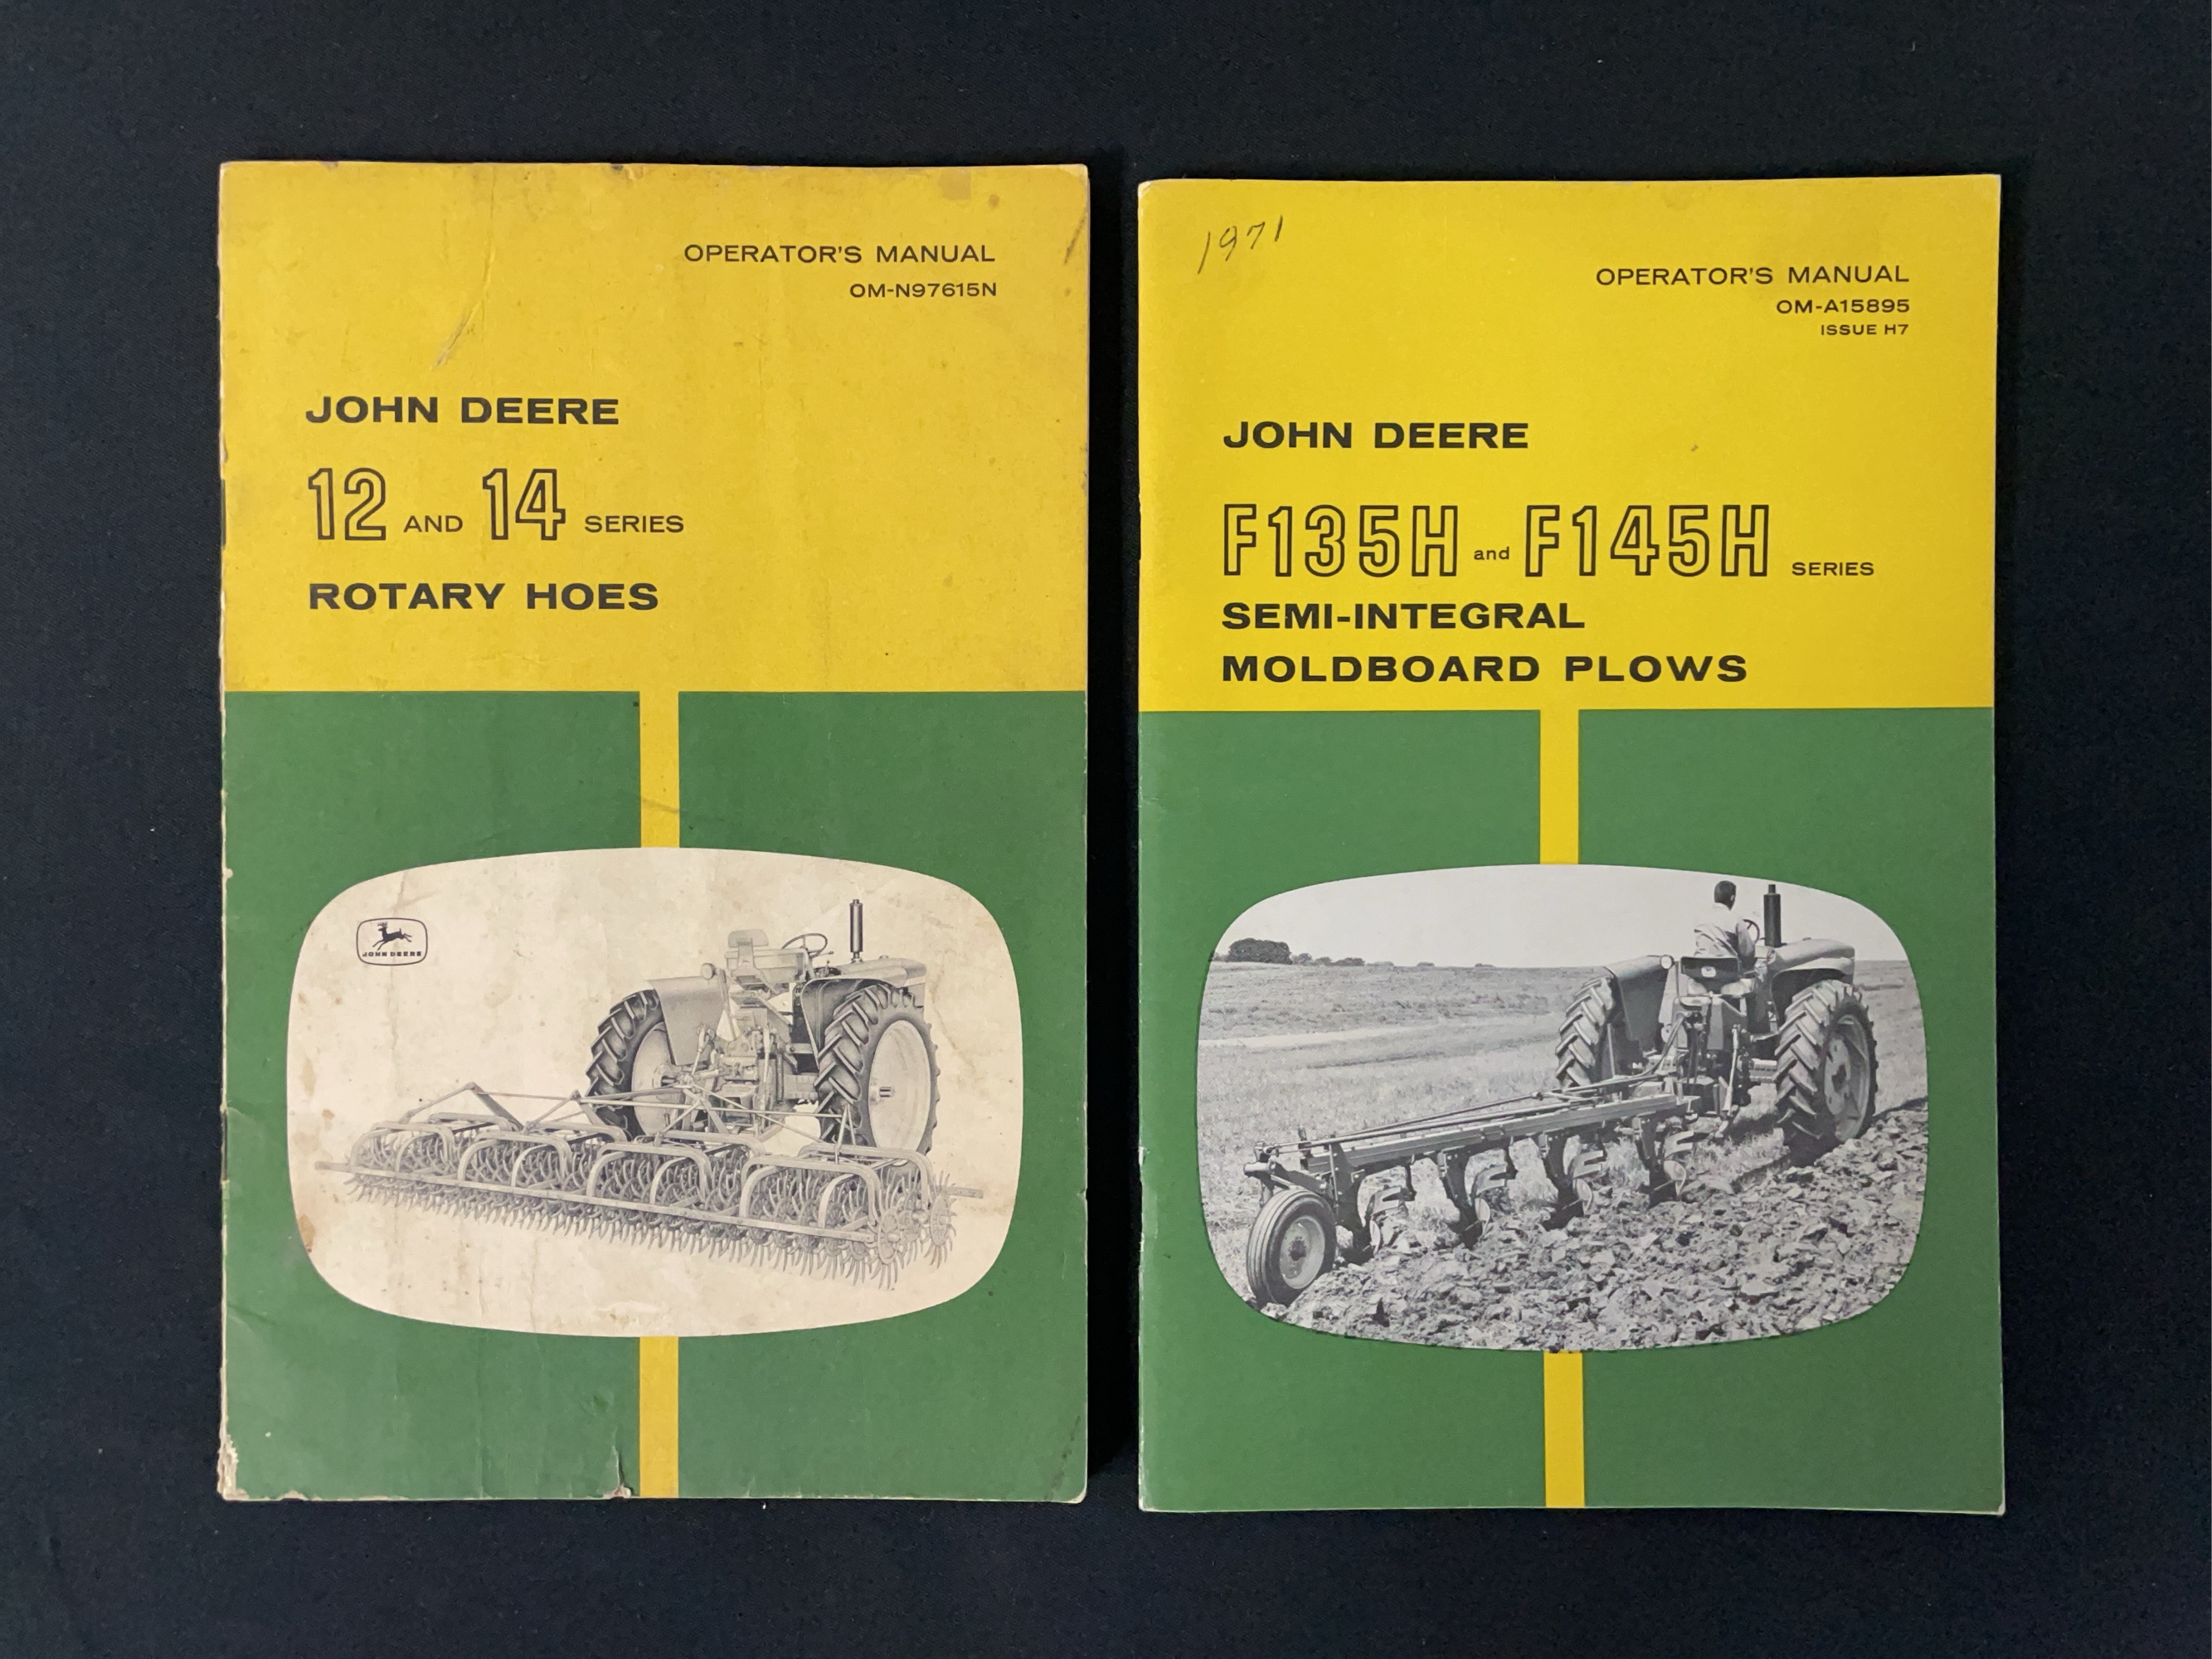 OPERATOR'S MANUAL
OM-N97615N
JOHN DEERE
12 AND 14 SERIES
ROTARY HOES
JOHN DEERE
1971
OPERATOR'S MANUAL
OM-A15895
ISSUE H7
JOHN DEERE
F135H and F145H SERIES
SEMI-INTEGRAL
MOLDBOARD PLOWS